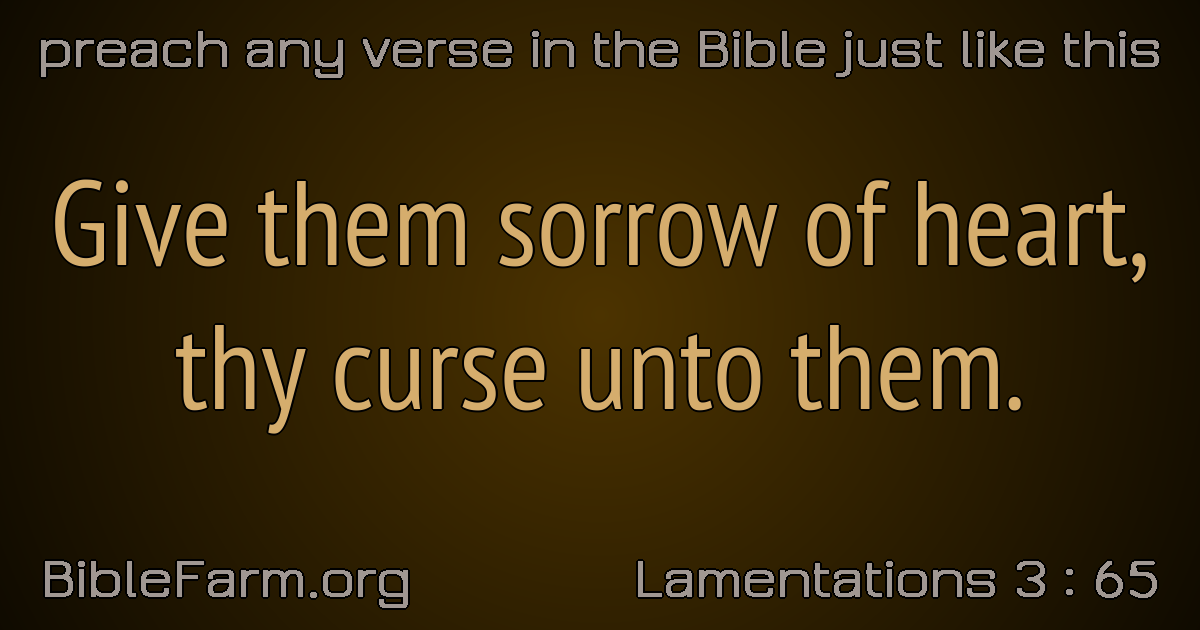 preach any verse in the Bible just like this
Give them sorrow of heart,
thy curse unto them.
BibleFarm.org
Lamentations 3 : 65